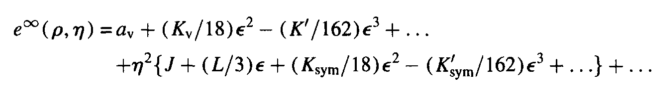 e^∞(ρ, η) = a_v + (K_v/18)ϵ² − (K′/162)ϵ³ + …
+η²{J + (L/3)ϵ + (K_sym/18)ϵ² − (K′_sym/162)ϵ³ + …} + …